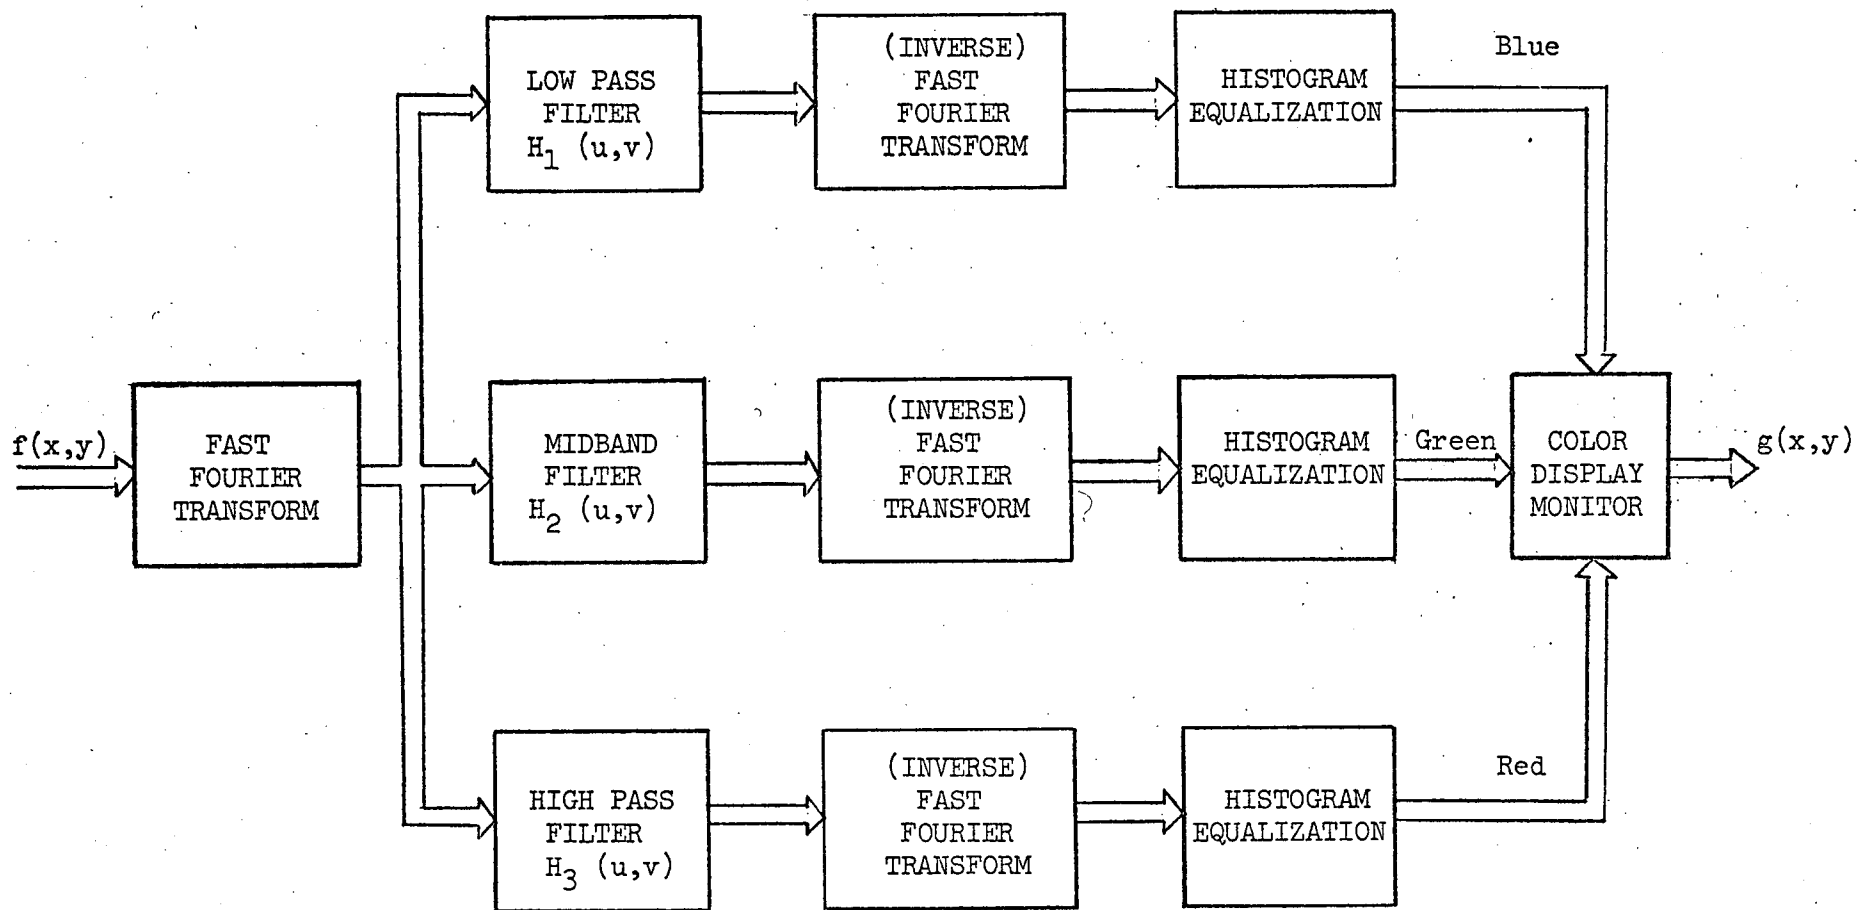 f(x,y)
FAST
FOURIER
TRANSFORM
LOW PASS
FILTER
H1 (u,v)
(INVERSE)
FAST
FOURIER
TRANSFORM
HISTOGRAM
EQUALIZATION
Blue
MIDBAND
FILTER
H2 (u,v)
(INVERSE)
FAST
FOURIER
TRANSFORM
HISTOGRAM
EQUALIZATION
Green
HIGH PASS
FILTER
H3 (u,v)
(INVERSE)
FAST
FOURIER
TRANSFORM
HISTOGRAM
EQUALIZATION
Red
COLOR
DISPLAY
MONITOR
g(x,y)